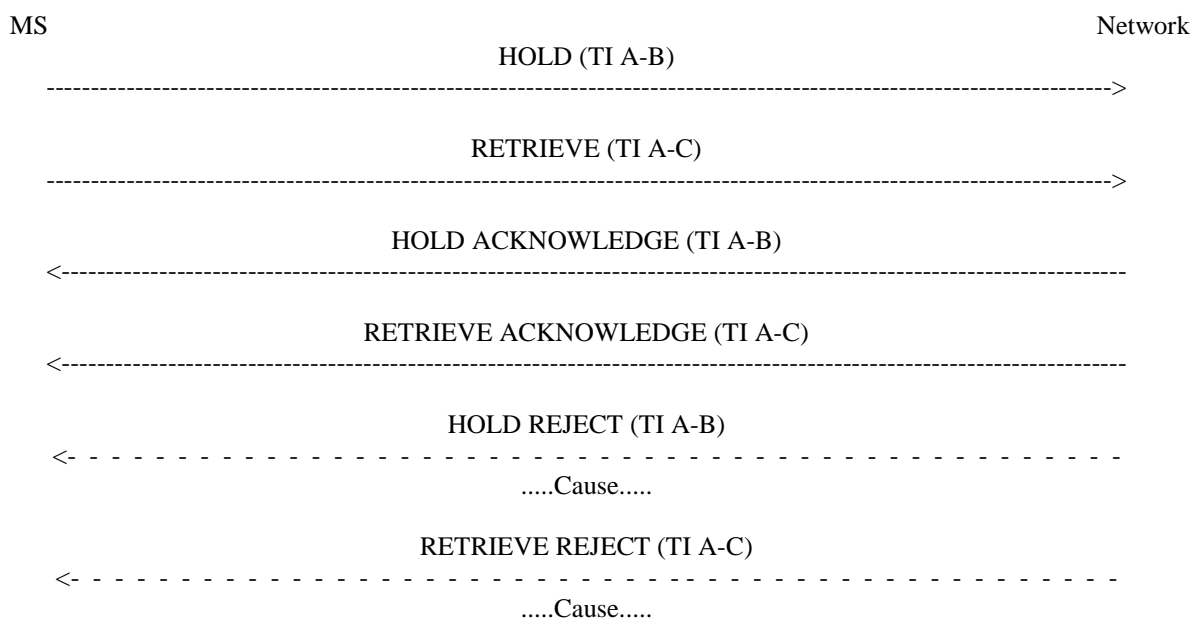 MS Network
HOLD (TI A-B)
RETRIEVE (TI A-C)
HOLD ACKNOWLEDGE (TI A-B)
RETRIEVE ACKNOWLEDGE (TI A-C)
HOLD REJECT (TI A-B)
.....Cause.....
RETRIEVE REJECT (TI A-C)
.....Cause.....